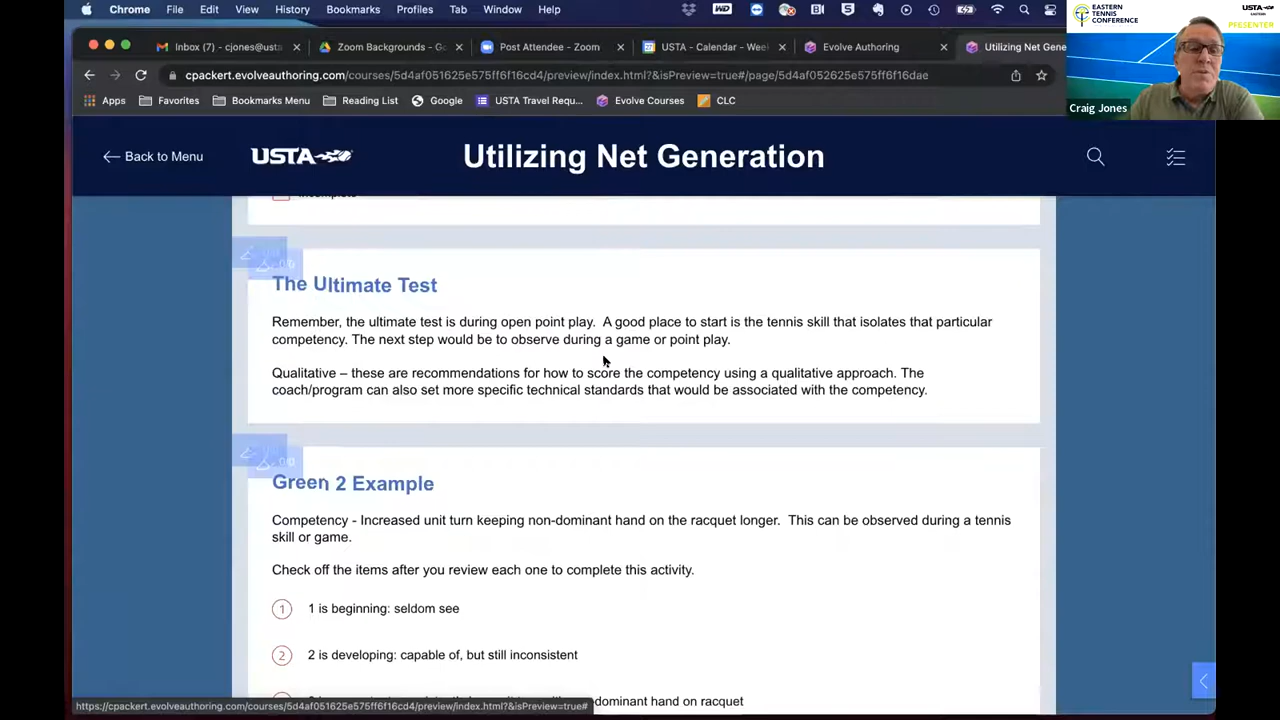 Chrome File Edit View History Bookmarks Profiles Tab Window Help
EASTERN TENNIS CONFERENCE
USTA EASTERN
PRESENTER
Inbox (7) - cjones@usta
Zoom Backgrounds - Go
Post Attendee - Zoom
USTA - Calendar - Week
Evolve Authoring
Utilizing Net Gene
cpackert.evolveauthoring.com/courses/5d4af051625e575ff6f16cd4/preview/index.html?&isPreview=true#/page/5d4af052625e575ff6f16dae
Apps Favorites Bookmarks Menu Reading List Google USTA Travel Requ... Evolve Courses CLC
Craig Jones
Back to Menu
USTA
Utilizing Net Generation
Incomplete
The Ultimate Test
Remember, the ultimate test is during open point play. A good place to start is the tennis skill that isolates that particular
competency. The next step would be to observe during a game or point play.
Qualitative – these are recommendations for how to score the competency using a qualitative approach. The
coach/program can also set more specific technical standards that would be associated with the competency.
Green 2 Example
Competency - Increased unit turn keeping non-dominant hand on the racquet longer. This can be observed during a tennis
skill or game.
Check off the items after you review each one to complete this activity.
1 1 is beginning: seldom see
2 2 is developing: capable of, but still inconsistent
dominant hand on racquet
https://cpackert.evolveauthoring.com/courses/5d4af051625e575ff6f16cd4/preview/index.html?&isPreview=true#